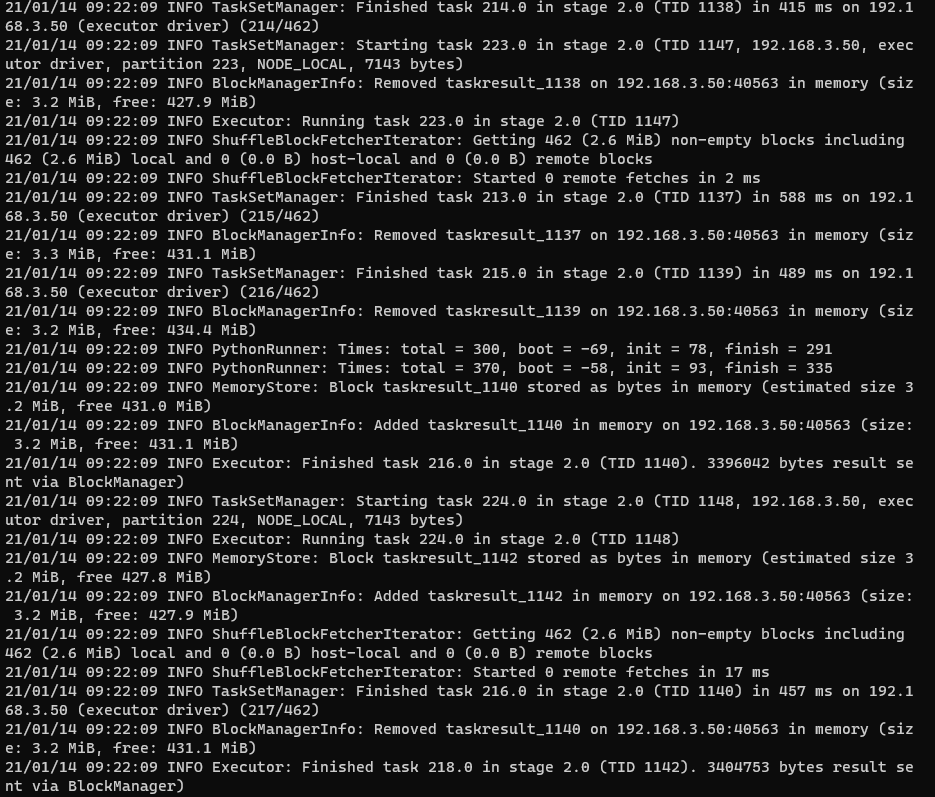 21/01/14 09:22:09 INFO TaskSetManager: Finished task 214.0 in stage 2.0 (TID 1138) in 415 ms on 192.1
68.3.50 (executor driver) (214/462)
21/01/14 09:22:09 INFO TaskSetManager: Starting task 223.0 in stage 2.0 (TID 1147, 192.168.3.50, exec
utor driver, partition 223, NODE_LOCAL, 7143 bytes)
21/01/14 09:22:09 INFO BlockManagerInfo: Removed taskresult_1138 on 192.168.3.50:40563 in memory (siz
e: 3.2 MiB, free: 427.9 MiB)
21/01/14 09:22:09 INFO Executor: Running task 223.0 in stage 2.0 (TID 1147)
21/01/14 09:22:09 INFO ShuffleBlockFetcherIterator: Getting 462 (2.6 MiB) non-empty blocks including
462 (2.6 MiB) local and 0 (0.0 B) host-local and 0 (0.0 B) remote blocks
21/01/14 09:22:09 INFO ShuffleBlockFetcherIterator: Started 0 remote fetches in 2 ms
21/01/14 09:22:09 INFO TaskSetManager: Finished task 213.0 in stage 2.0 (TID 1137) in 588 ms on 192.1
68.3.50 (executor driver) (215/462)
21/01/14 09:22:09 INFO BlockManagerInfo: Removed taskresult_1137 on 192.168.3.50:40563 in memory (siz
e: 3.3 MiB, free: 431.1 MiB)
21/01/14 09:22:09 INFO TaskSetManager: Finished task 215.0 in stage 2.0 (TID 1139) in 489 ms on 192.1
68.3.50 (executor driver) (216/462)
21/01/14 09:22:09 INFO BlockManagerInfo: Removed taskresult_1139 on 192.168.3.50:40563 in memory (siz
e: 3.2 MiB, free: 434.4 MiB)
21/01/14 09:22:09 INFO PythonRunner: Times: total = 300, boot = -69, init = 78, finish = 291
21/01/14 09:22:09 INFO PythonRunner: Times: total = 370, boot = -58, init = 93, finish = 335
21/01/14 09:22:09 INFO MemoryStore: Block taskresult_1140 stored as bytes in memory (estimated size 3
.2 MiB, free 431.0 MiB)
21/01/14 09:22:09 INFO BlockManagerInfo: Added taskresult_1140 in memory on 192.168.3.50:40563 (size:
 3.2 MiB, free: 431.1 MiB)
21/01/14 09:22:09 INFO Executor: Finished task 216.0 in stage 2.0 (TID 1140). 3396042 bytes result se
nt via BlockManager)
21/01/14 09:22:09 INFO TaskSetManager: Starting task 224.0 in stage 2.0 (TID 1148, 192.168.3.50, exec
utor driver, partition 224, NODE_LOCAL, 7143 bytes)
21/01/14 09:22:09 INFO Executor: Running task 224.0 in stage 2.0 (TID 1148)
21/01/14 09:22:09 INFO MemoryStore: Block taskresult_1142 stored as bytes in memory (estimated size 3
.2 MiB, free 427.8 MiB)
21/01/14 09:22:09 INFO BlockManagerInfo: Added taskresult_1142 in memory on 192.168.3.50:40563 (size:
 3.2 MiB, free: 427.9 MiB)
21/01/14 09:22:09 INFO ShuffleBlockFetcherIterator: Getting 462 (2.6 MiB) non-empty blocks including
462 (2.6 MiB) local and 0 (0.0 B) host-local and 0 (0.0 B) remote blocks
21/01/14 09:22:09 INFO ShuffleBlockFetcherIterator: Started 0 remote fetches in 17 ms
21/01/14 09:22:09 INFO TaskSetManager: Finished task 216.0 in stage 2.0 (TID 1140) in 457 ms on 192.1
68.3.50 (executor driver) (217/462)
21/01/14 09:22:09 INFO BlockManagerInfo: Removed taskresult_1140 on 192.168.3.50:40563 in memory (siz
e: 3.2 MiB, free: 431.1 MiB)
21/01/14 09:22:09 INFO Executor: Finished task 218.0 in stage 2.0 (TID 1142). 3404753 bytes result se
nt via BlockManager)